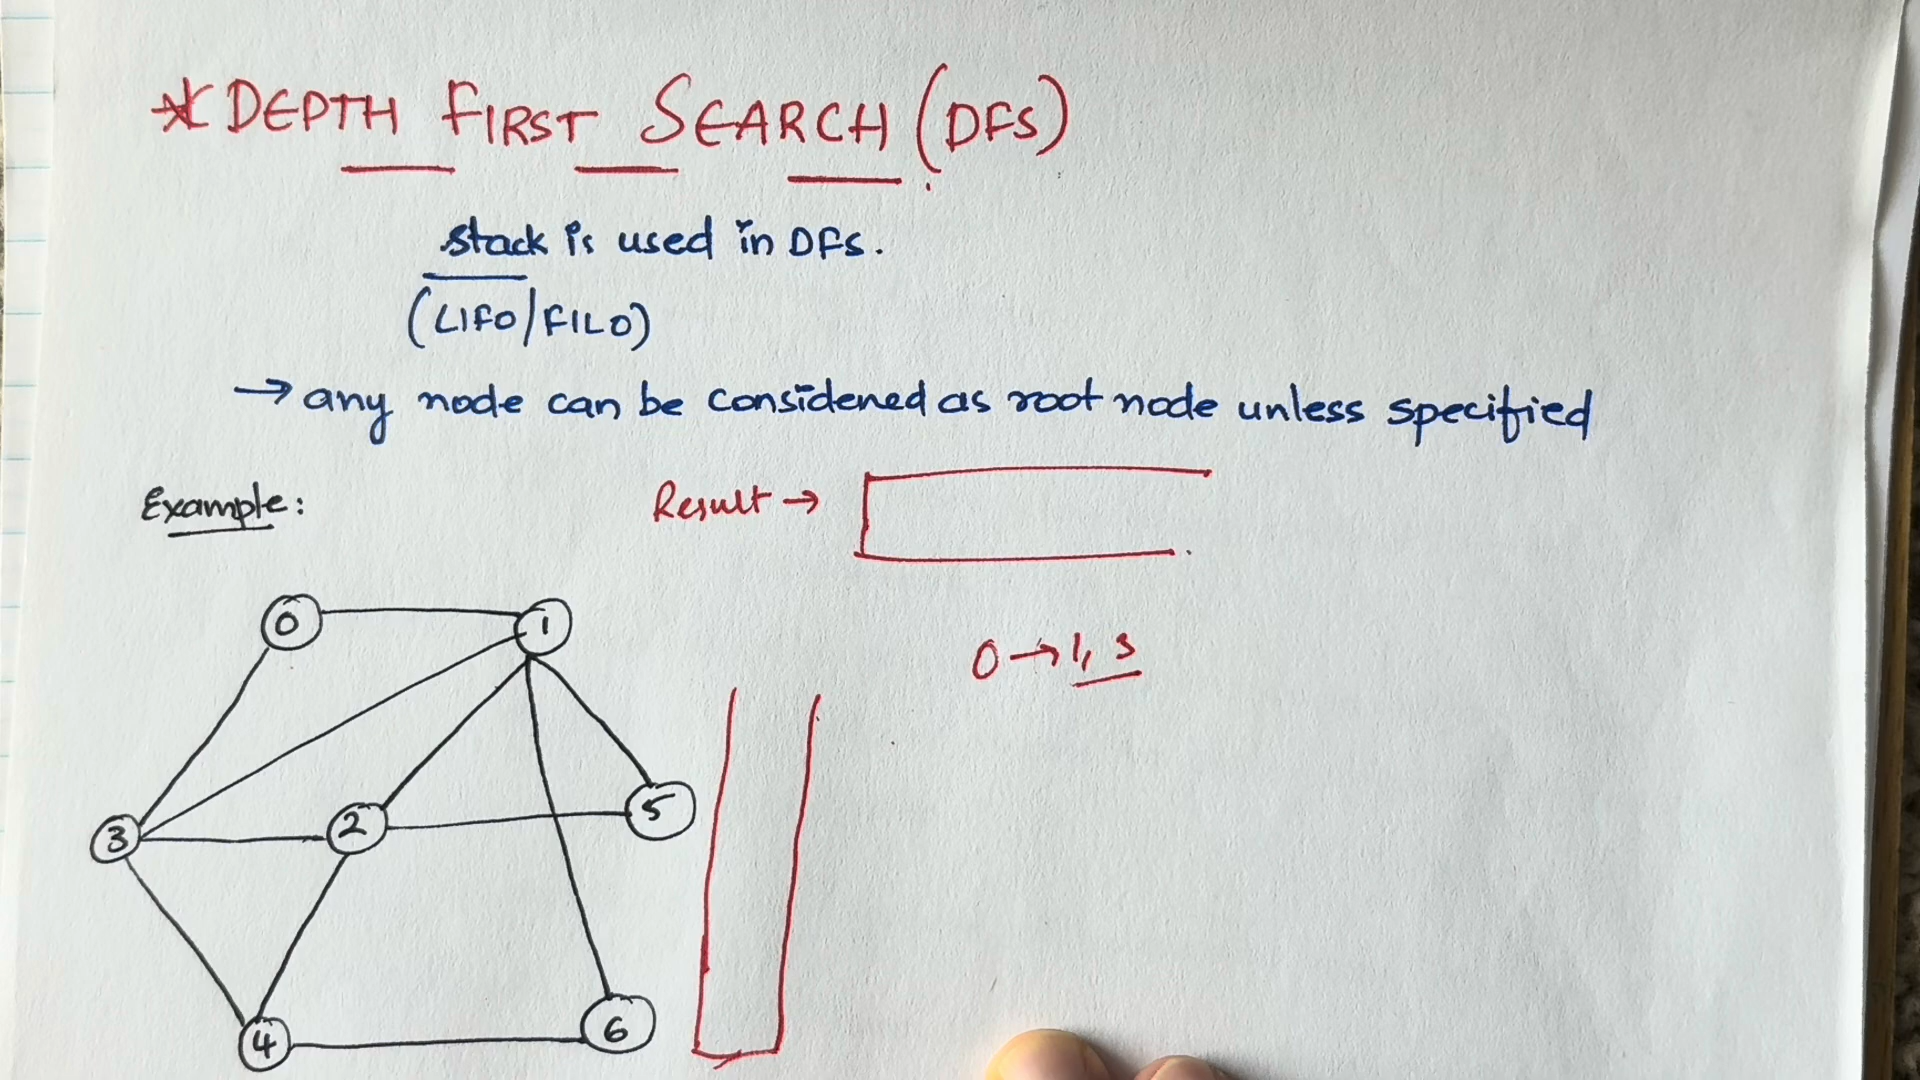 * DEPTH FIRST SEARCH (DFS)
stack is used in DFS.
(LIFO/FILO)
→ any node can be considened as root node unless specified
Example:
Result →
0
1
0 → 1, 3
5
2
3
6
4